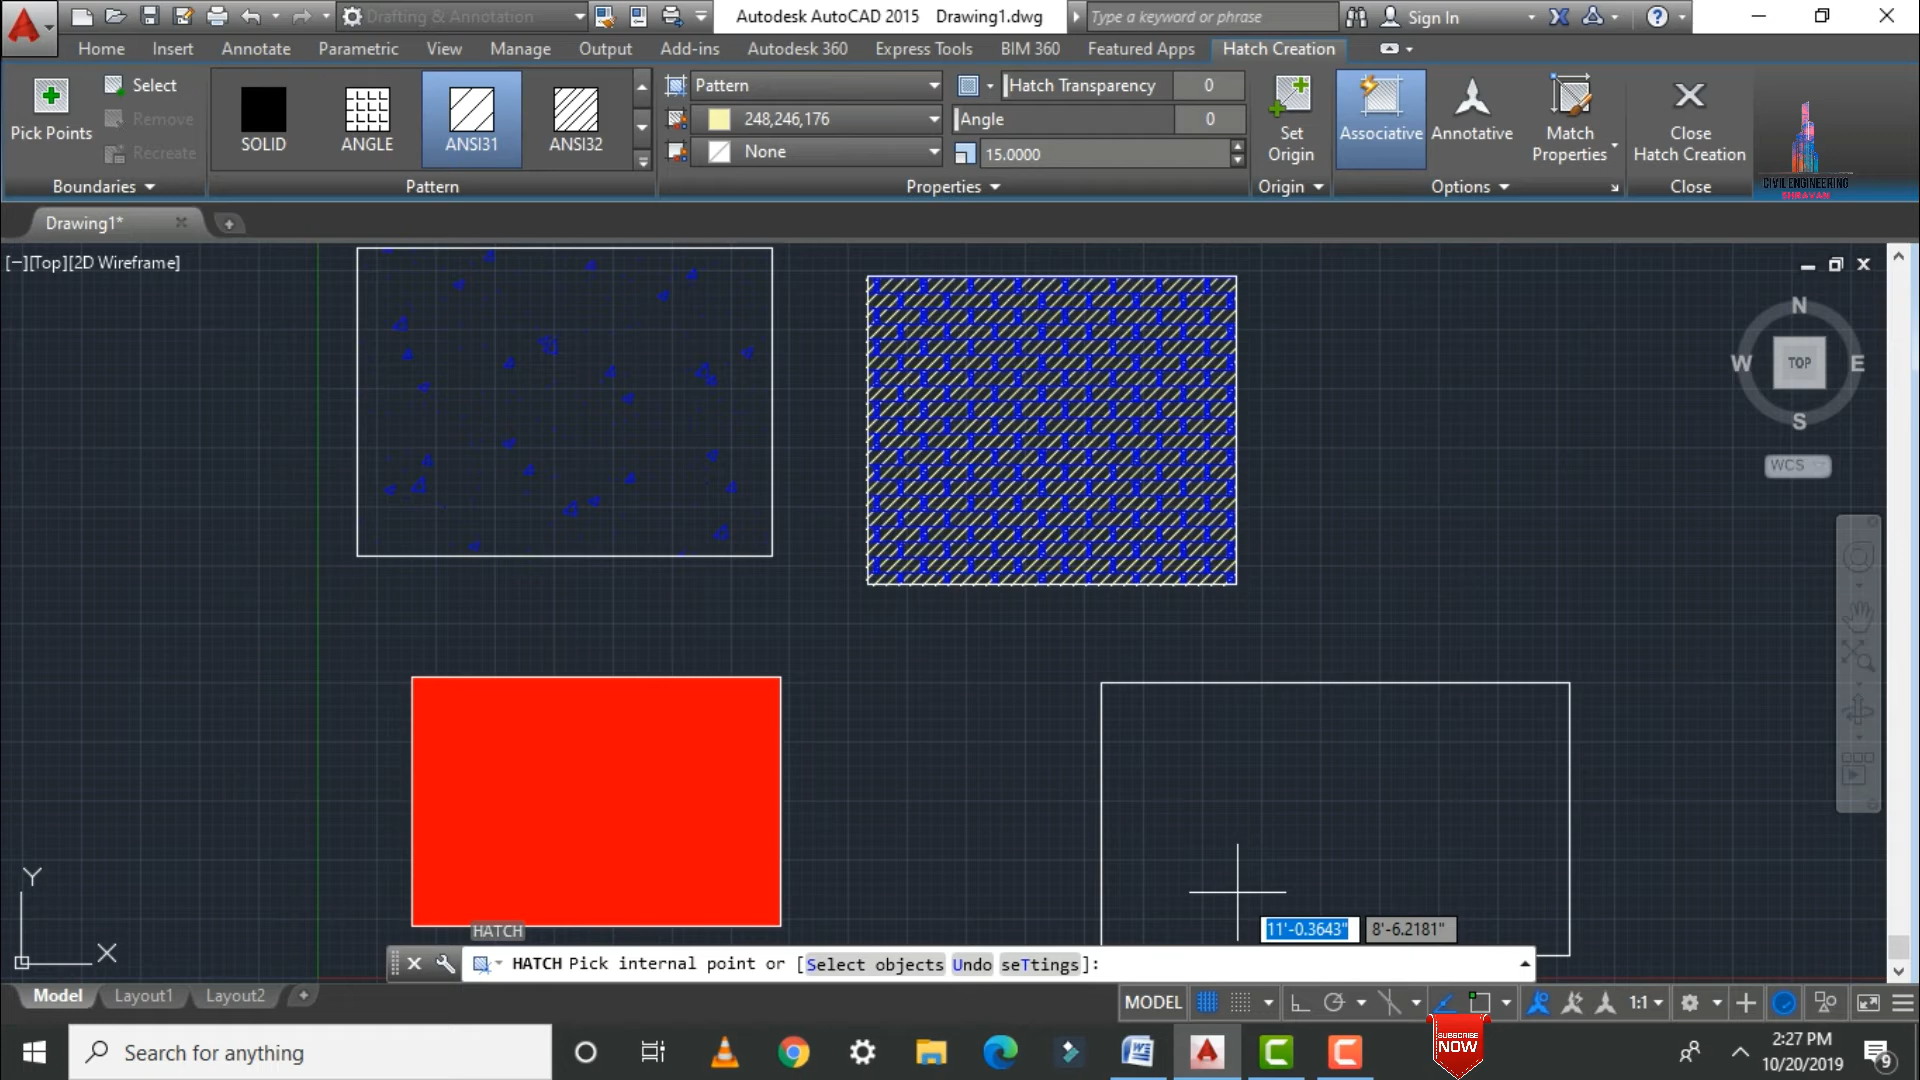 Drafting & Annotation
Autodesk AutoCAD 2015 Drawing1.dwg
Type a keyword or phrase
Sign In
Home Insert Annotate Parametric View Manage Output Add-ins Autodesk 360 Express Tools BIM 360 Featured Apps Hatch Creation
Pick Points
Select
Remove
Recreate
SOLID ANGLE ANSI31 ANSI32
Pattern
248,246,176
None
Hatch Transparency 0
Angle 0
15.0000
Set Origin
Associative
Annotative
Match Properties
Close Hatch Creation
CIVIL ENGINEERING
SHRAVAN
Boundaries Pattern Properties Origin Options Close
Drawing1*
[−][Top][2D Wireframe]
N
W TOP E
S
WCS
Y
X
11'-0.3643" 8'-6.2181"
HATCH
HATCH Pick internal point or [Select objects Undo seTtings]:
Model Layout1 Layout2
MODEL 1:1
SUBSCRIBE
NOW
Search for anything
2:27 PM
10/20/2019
9